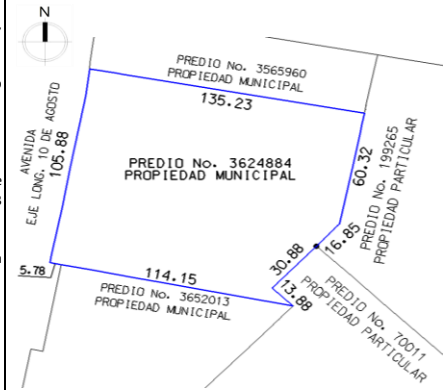 N
PREDIO No. 3565960
PROPIEDAD MUNICIPAL
135.23
AVENIDA
EJE LONG. 10 DE AGOSTO
105.88
PREDIO No. 3624884
PROPIEDAD MUNICIPAL
60.32
PREDIO No. 199265
PROPIEDAD PARTICULAR
16.85
30.88
13.88
5.78
114.15
PREDIO No. 3652013
PROPIEDAD MUNICIPAL
PREDIO No. 70011
PROPIEDAD PARTICULAR